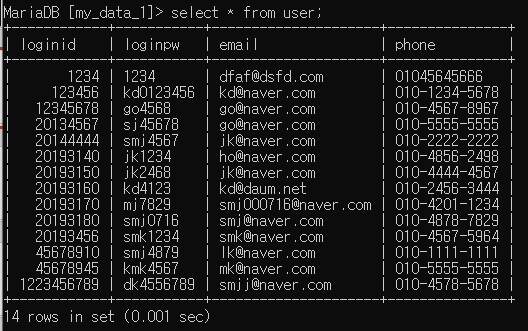 MariaDB [my_data_1]> select * from user;
+------------+-----------+---------------------+---------------+
| loginid | loginpw | email | phone |
+------------+-----------+---------------------+---------------+
| 1234 | 1234 | dfaf@dsfd.com | 01045645666 |
| 123456 | kd0123456 | kd@naver.com | 010-1234-5678 |
| 12345678 | go4568 | go@naver.com | 010-4567-8967 |
| 20134567 | sj45678 | go@naver.com | 010-5555-5555 |
| 20144444 | smj4567 | jk@naver.com | 010-2222-2222 |
| 20193140 | jk1234 | ho@naver.com | 010-4856-2498 |
| 20193150 | jk2468 | jk@naver.com | 010-4444-4567 |
| 20193160 | kd4123 | kd@daum.net | 010-2456-3444 |
| 20193170 | mj7829 | smj000716@naver.com | 010-4201-1234 |
| 20193180 | smj0716 | smj@naver.com | 010-4878-7829 |
| 20193456 | smk1234 | smk@naver.com | 010-4567-5964 |
| 45678910 | smj4879 | lk@naver.com | 010-1111-1111 |
| 45678945 | kmk4567 | mk@naver.com | 010-5555-5555 |
| 1223456789 | dk4556789 | smjj@naver.com | 010-4578-5678 |
+------------+-----------+---------------------+---------------+
14 rows in set (0.001 sec)